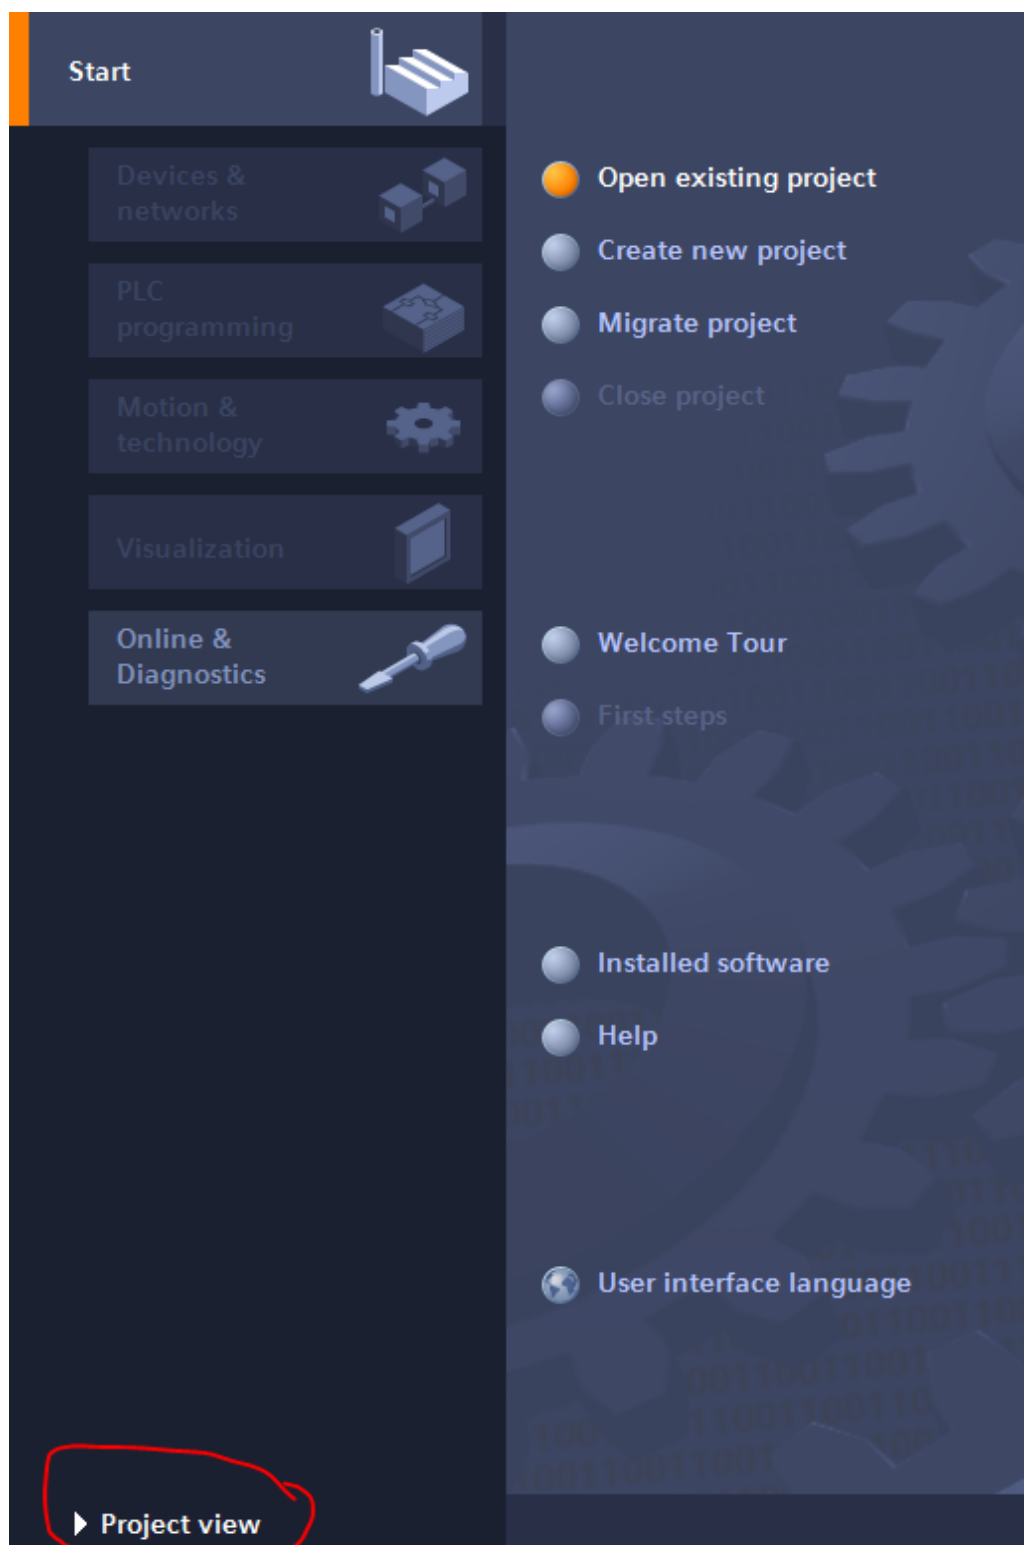 Start
Devices &
networks
PLC
programming
Motion &
technology
Visualization
Online &
Diagnostics
Project view
Open existing project
Create new project
Migrate project
Close project
Welcome Tour
First steps
Installed software
Help
User interface language